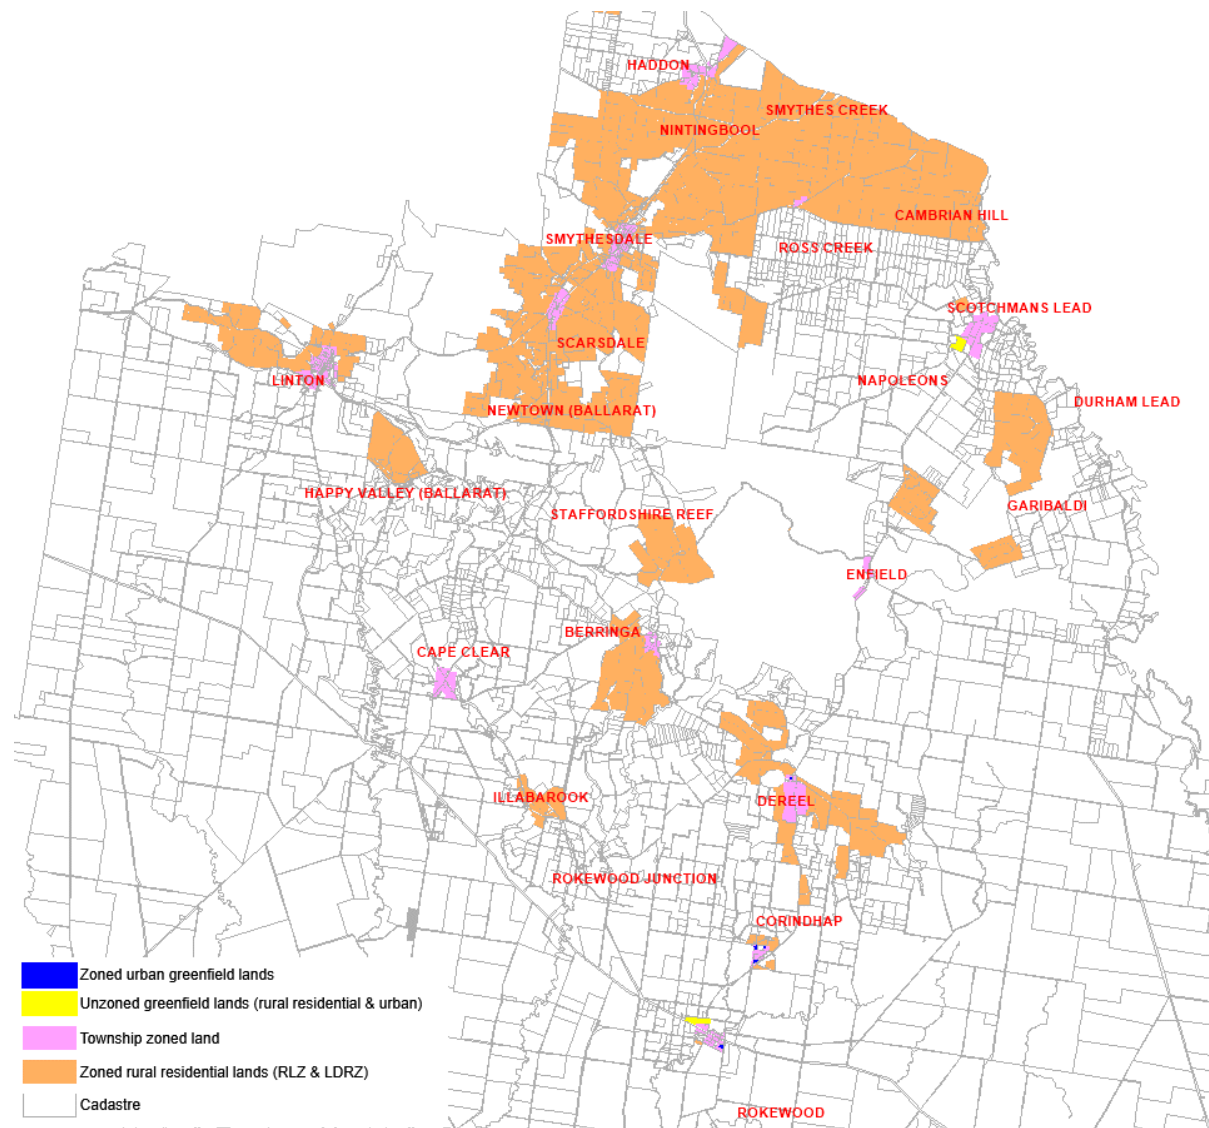 HADDON
SMYTHES CREEK
NINTINGBOOL
CAMBRIAN HILL
SMYTHESDALE
ROSS CREEK
SCOTCHMANS LEAD
SCARSDALE
LINTON
NAPOLEONS
DURHAM LEAD
NEWTOWN (BALLARAT)
HAPPY VALLEY (BALLARAT)
GARIBALDI
STAFFORDSHIRE REEF
ENFIELD
BERRINGA
CAPE CLEAR
ILLABAROOK
DEREEL
ROKEWOOD JUNCTION
CORINDHAP
Zoned urban greenfield lands
Unzoned greenfield lands (rural residential & urban)
Township zoned land
Zoned rural residential lands (RLZ & LDRZ)
Cadastre
ROKEWOOD